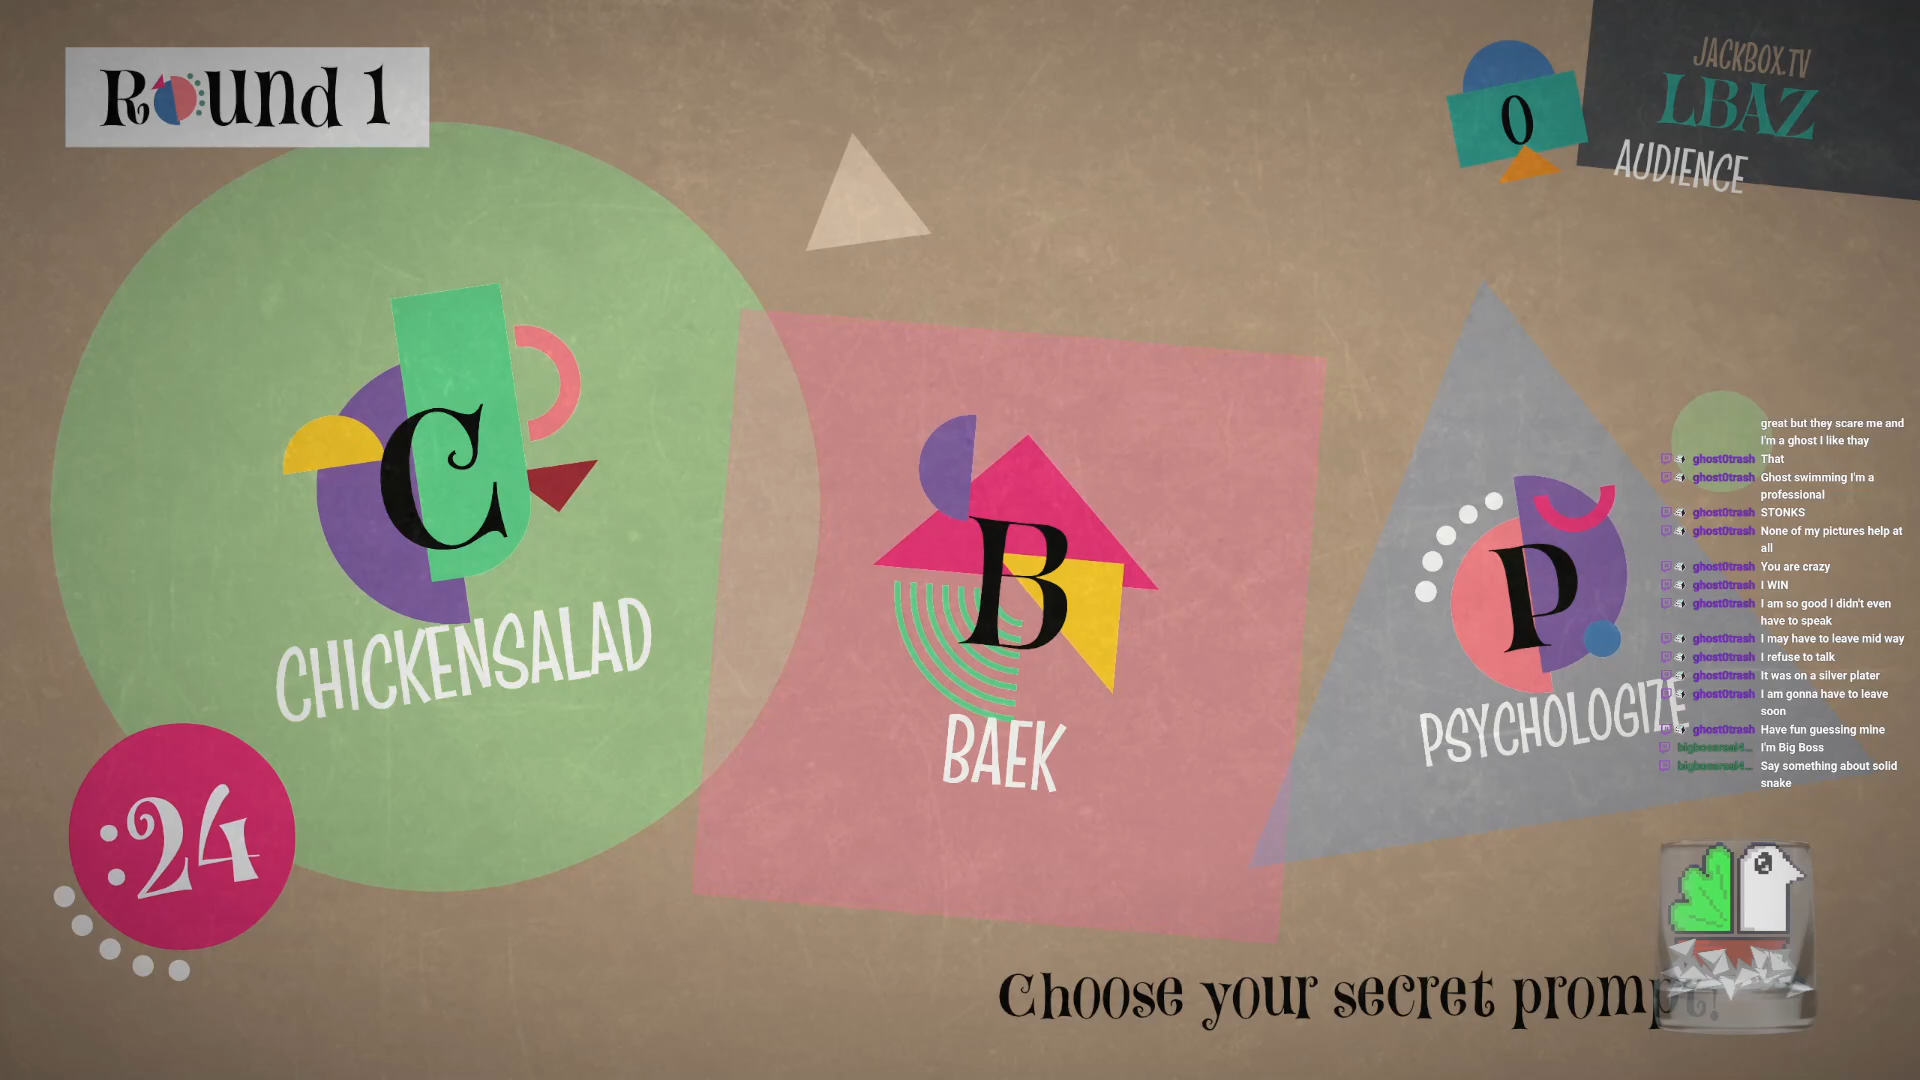 Round 1
JACKBOX.TV
LBAZ
0
AUDIENCE
C
CHICKENSALAD
B
BAEK
P
PSYCHOLOGIZE
:24
great but they scare me and
I'm a ghost I like thay
ghost0trash That
ghost0trash Ghost swimming I'm a
professional
ghost0trash STONKS
ghost0trash None of my pictures help at
all
ghost0trash You are crazy
ghost0trash I WIN
ghost0trash I am so good I didn't even
have to speak
ghost0trash I may have to leave mid way
ghost0trash I refuse to talk
ghost0trash It was on a silver plater
ghost0trash I am gonna have to leave
soon
ghost0trash Have fun guessing mine
I'm Big Boss
Say something about solid
snake
Choose your secret prompt!